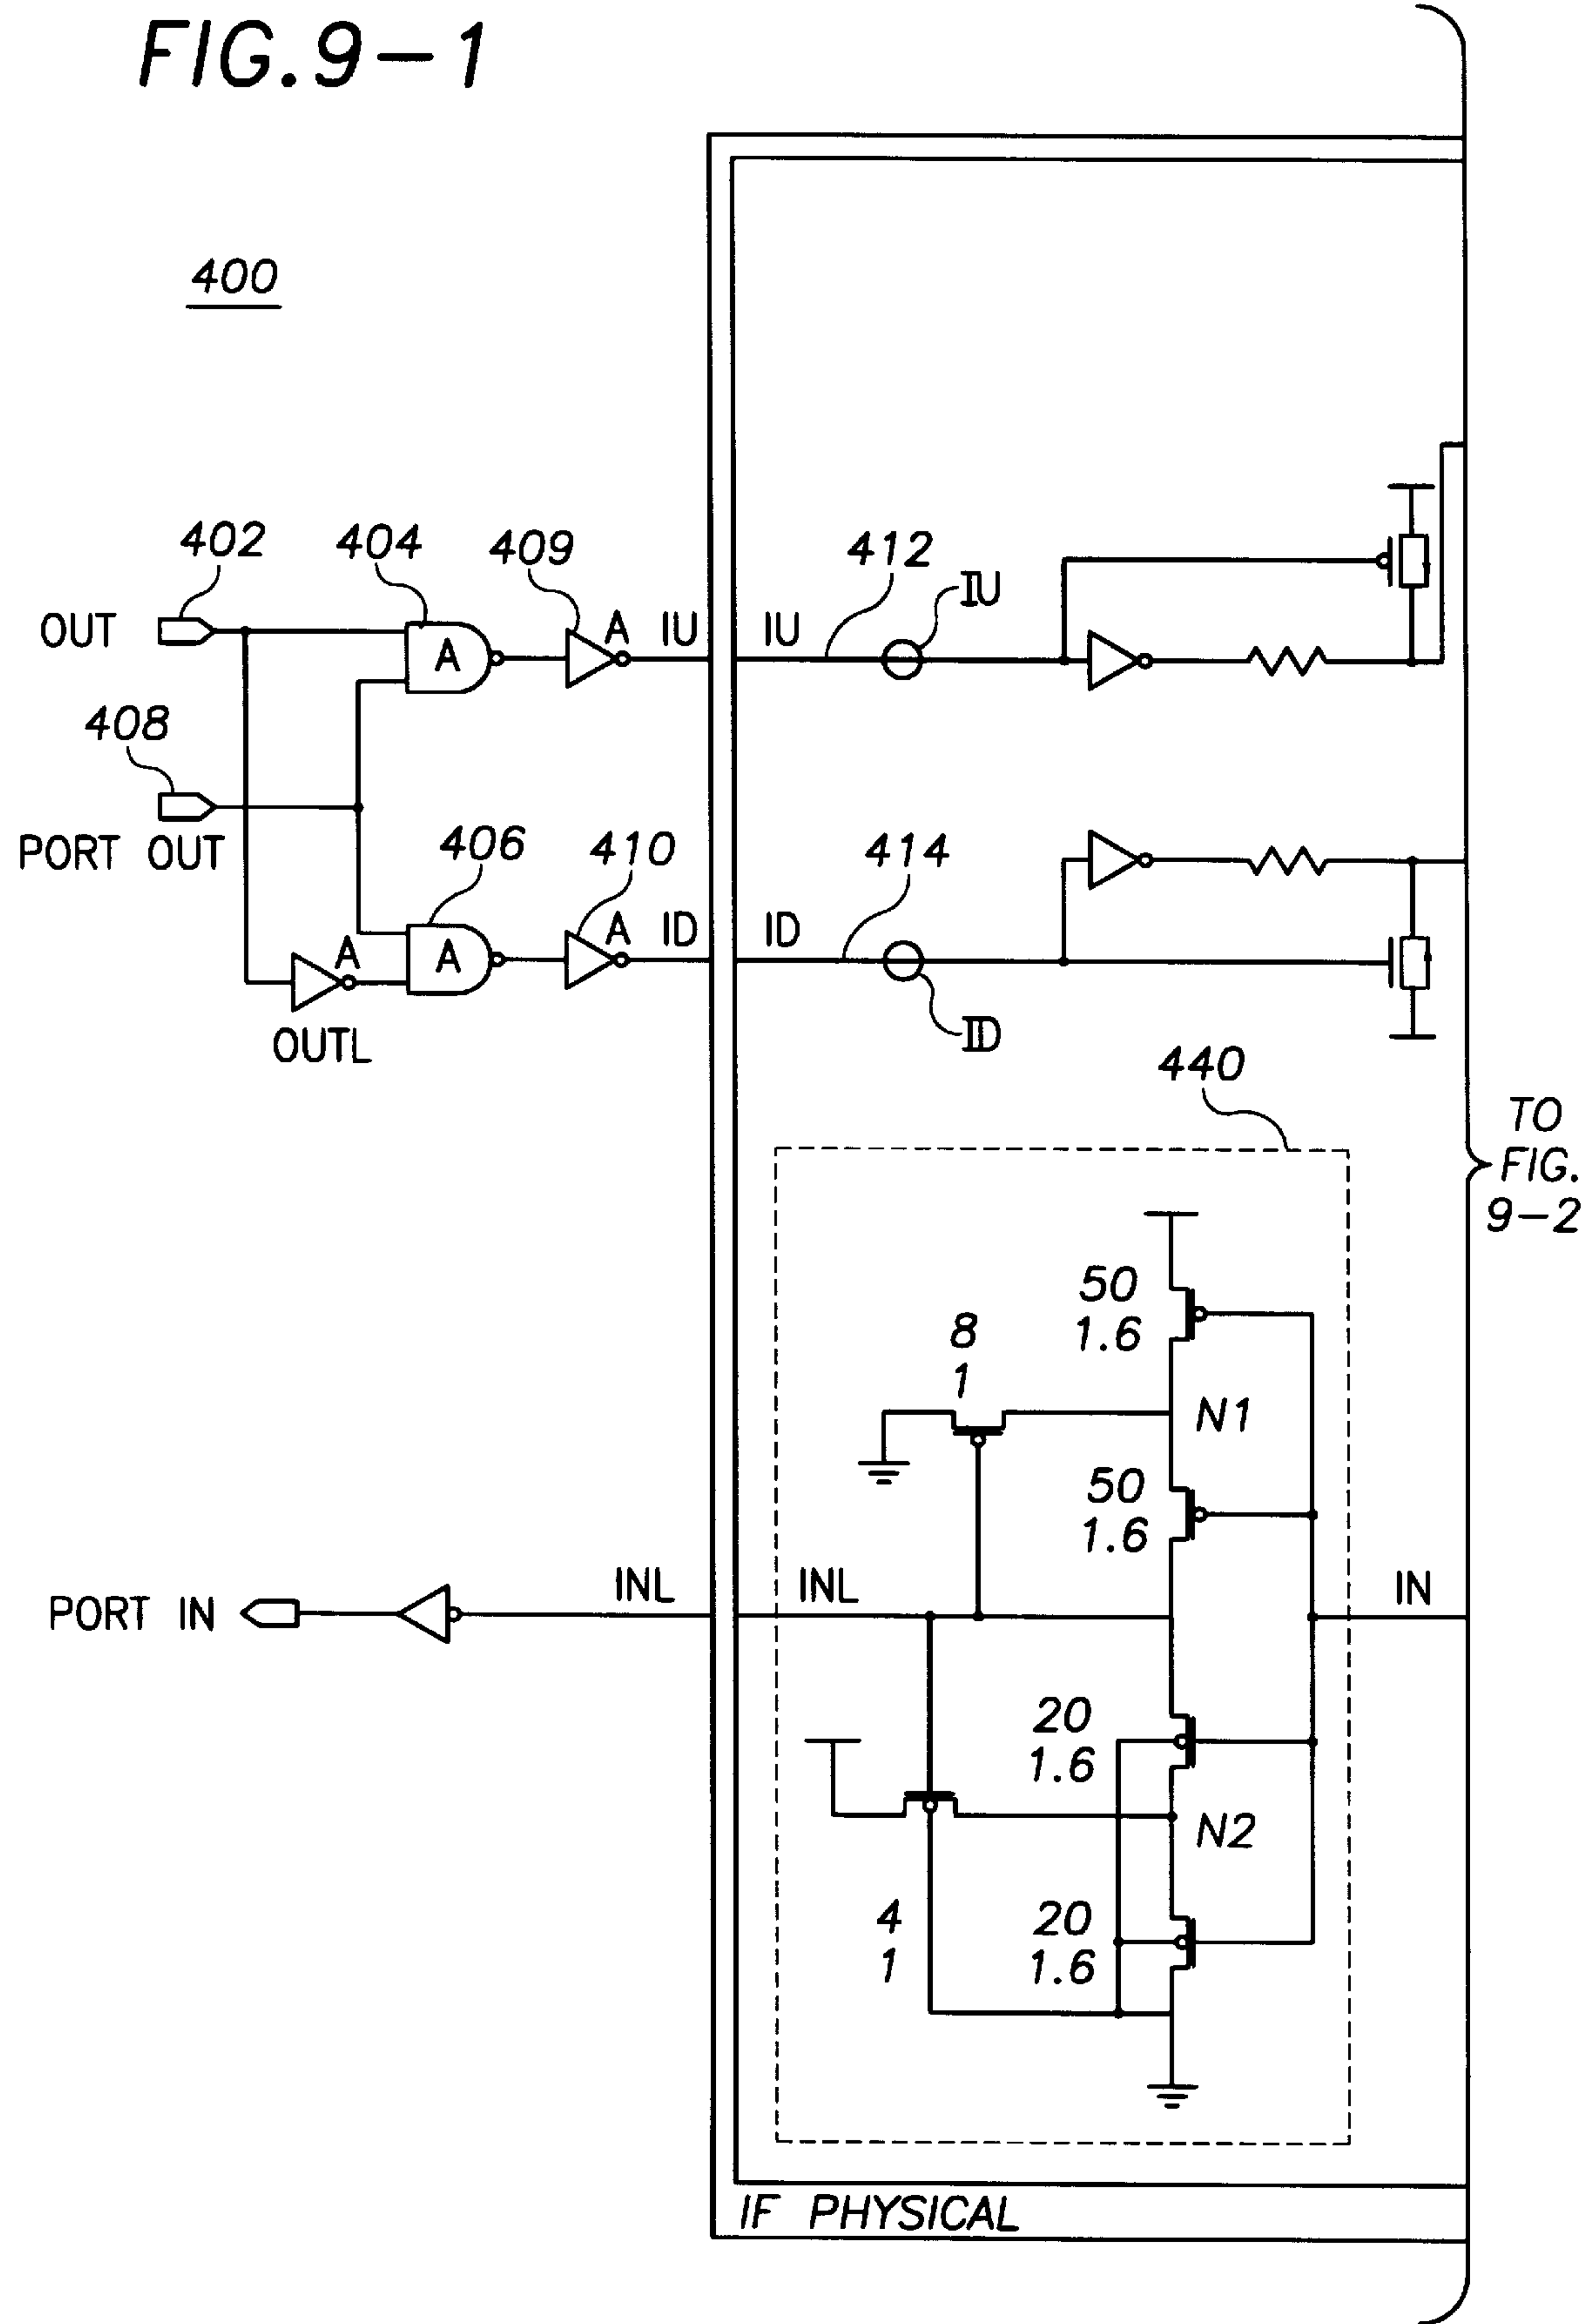 FIG.9-1
400
402
404
409
412
IU
OUT
A
A
IU
IU
408
PORT OUT
406
410
414
A
A
A
ID
ID
OUTL
ID
440
TO
FIG.
9-2
50
1.6
8
1
N1
50
1.6
PORT IN
INL
INL
IN
20
1.6
N2
4
1
20
1.6
IF PHYSICAL